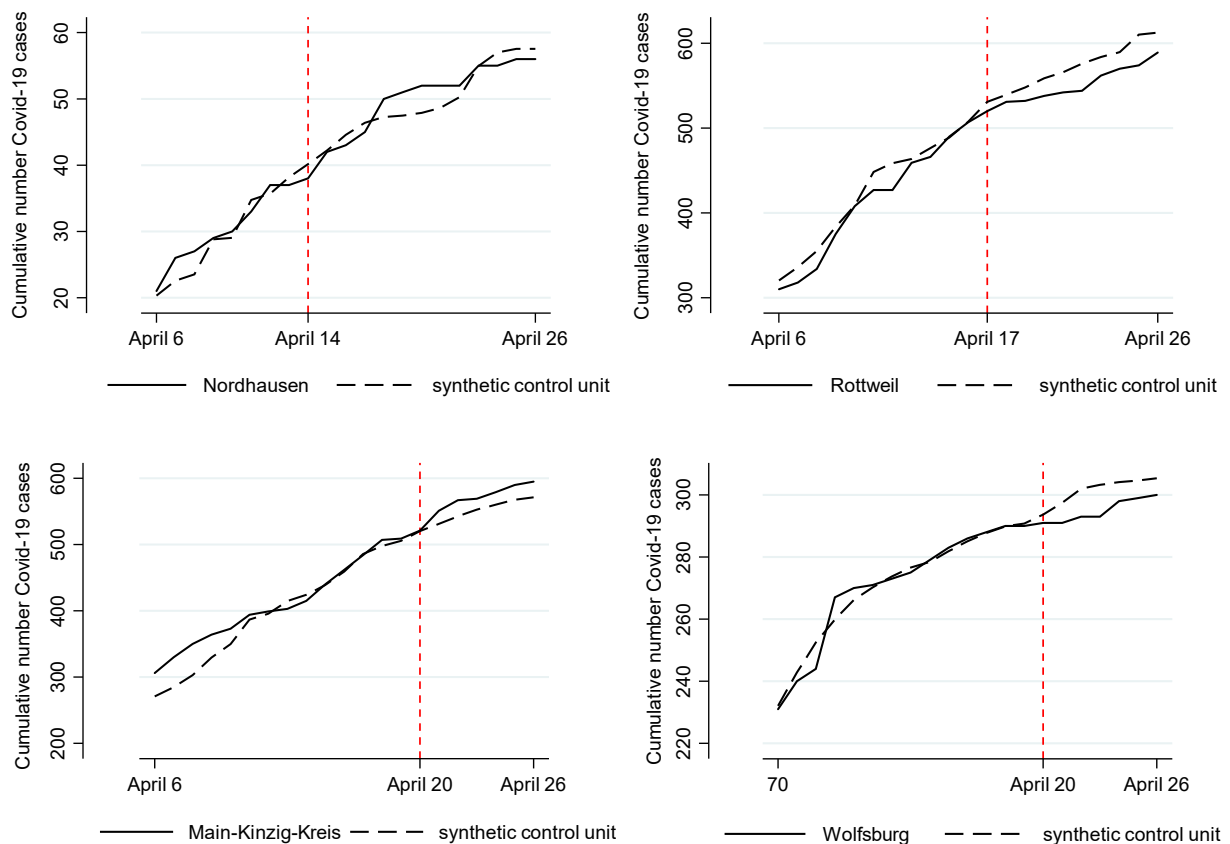 Cumulative number Covid-19 cases
60
50
40
30
20
April 6
April 14
April 26
Nordhausen
synthetic control unit
Cumulative number Covid-19 cases
600
500
400
300
April 6
April 17
April 26
Rottweil
synthetic control unit
Cumulative number Covid-19 cases
600
500
400
300
200
April 6
April 20
April 26
Main-Kinzig-Kreis
synthetic control unit
Cumulative number Covid-19 cases
300
280
260
240
220
70
April 20
April 26
Wolfsburg
synthetic control unit